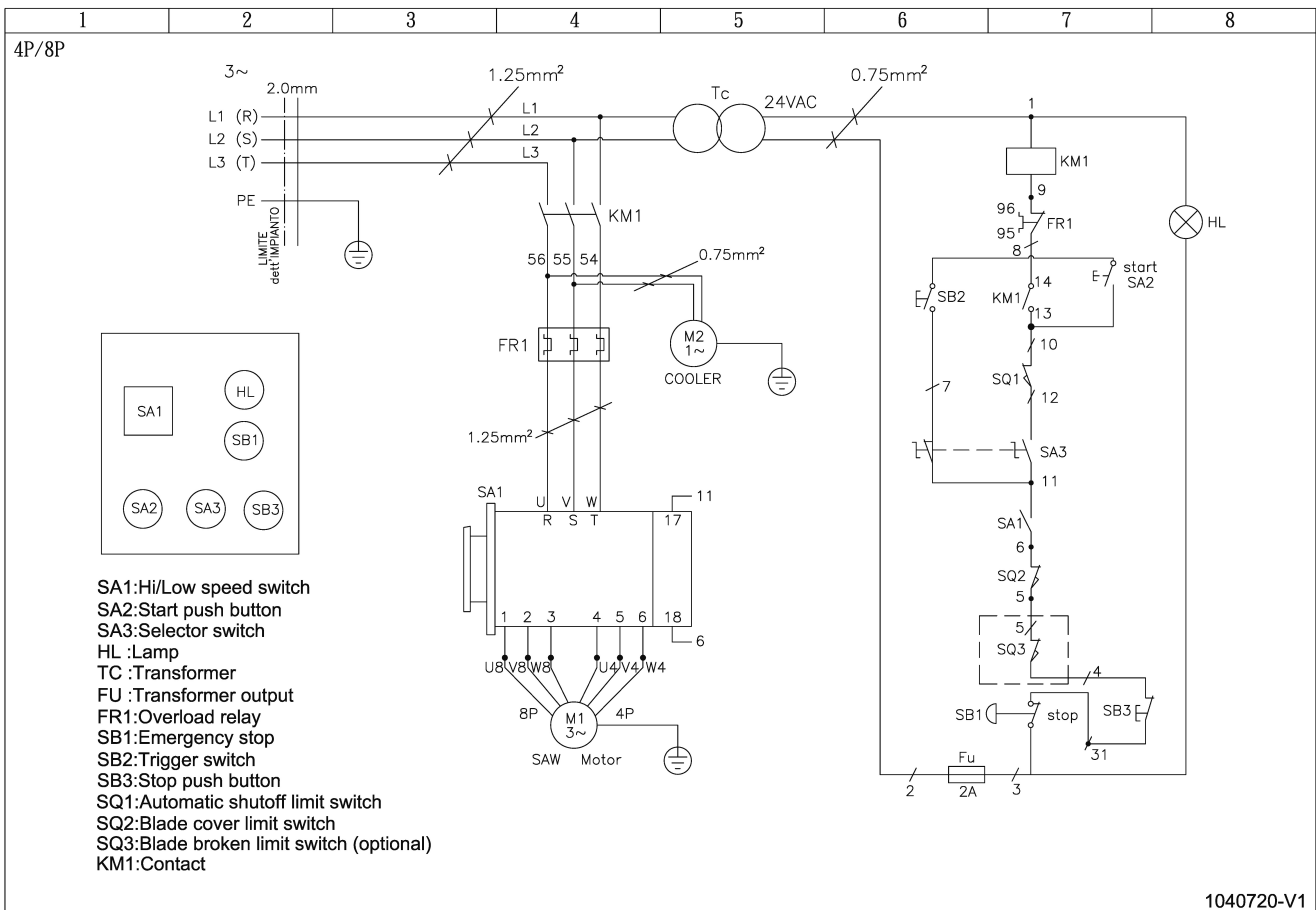 1 2 3 4 5 6 7 8
4P/8P
3~
2.0mm
1.25mm²
Tc
24VAC
0.75mm²
L1 (R)
L2 (S)
L3 (T)
PE
LIMITE
dett'IMPIANTO
L1
L2
L3
KM1
56 55 54
0.75mm²
FR1
M2
1~
COOLER
1.25mm²
SA1
U V W
R S T
17
11
1 2 3 4 5 6 18
6
U8 V8 W8 U4 V4 W4
8P
M1
3~
4P
SAW Motor
1
KM1
9
96
95
FR1
8
HL
SB2
14
KM1
13
start
SA2
10
SQ1
12
7
SA3
11
SA1
6
SQ2
5
5
SQ3
4
SB1
stop
SB3
31
2
Fu
2A
3
SA1
HL
SB1
SA2
SA3
SB3
SA1:Hi/Low speed switch
SA2:Start push button
SA3:Selector switch
HL :Lamp
TC :Transformer
FU :Transformer output
FR1:Overload relay
SB1:Emergency stop
SB2:Trigger switch
SB3:Stop push button
SQ1:Automatic shutoff limit switch
SQ2:Blade cover limit switch
SQ3:Blade broken limit switch (optional)
KM1:Contact
1040720-V1